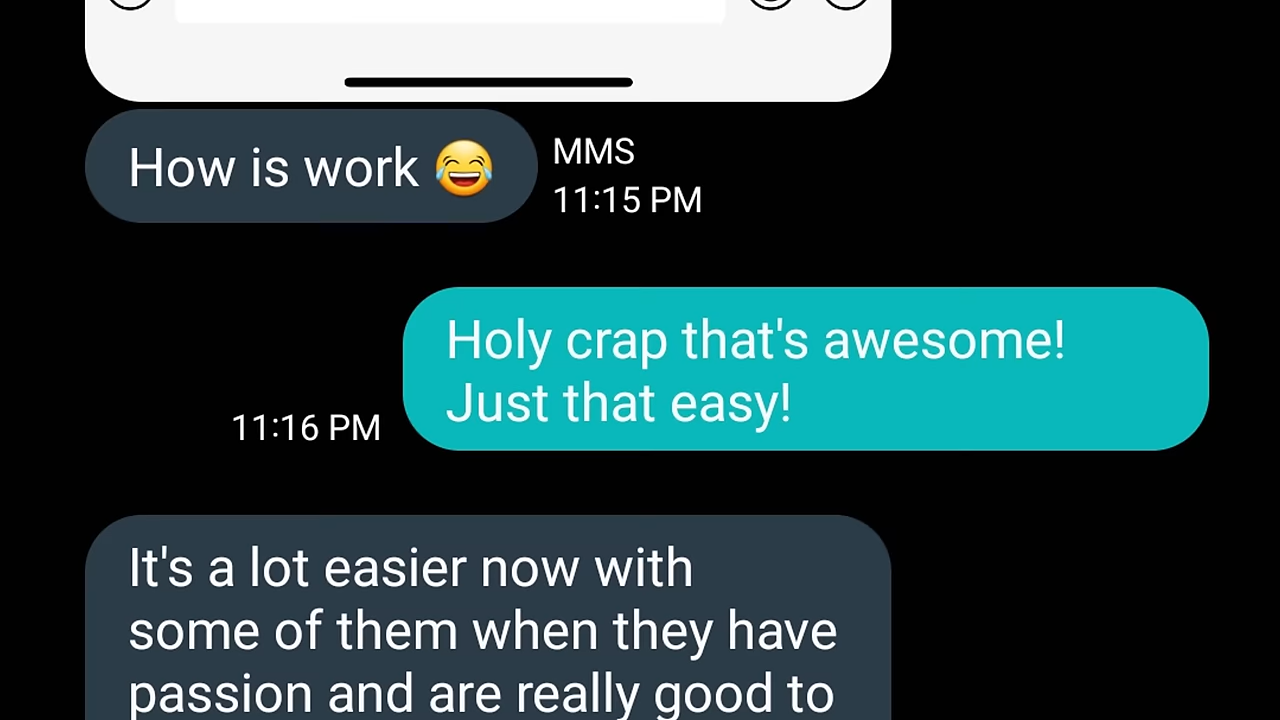 How is work 😂
MMS
11:15 PM
Holy crap that's awesome!
Just that easy!
11:16 PM
It's a lot easier now with
some of them when they have
passion and are really good to